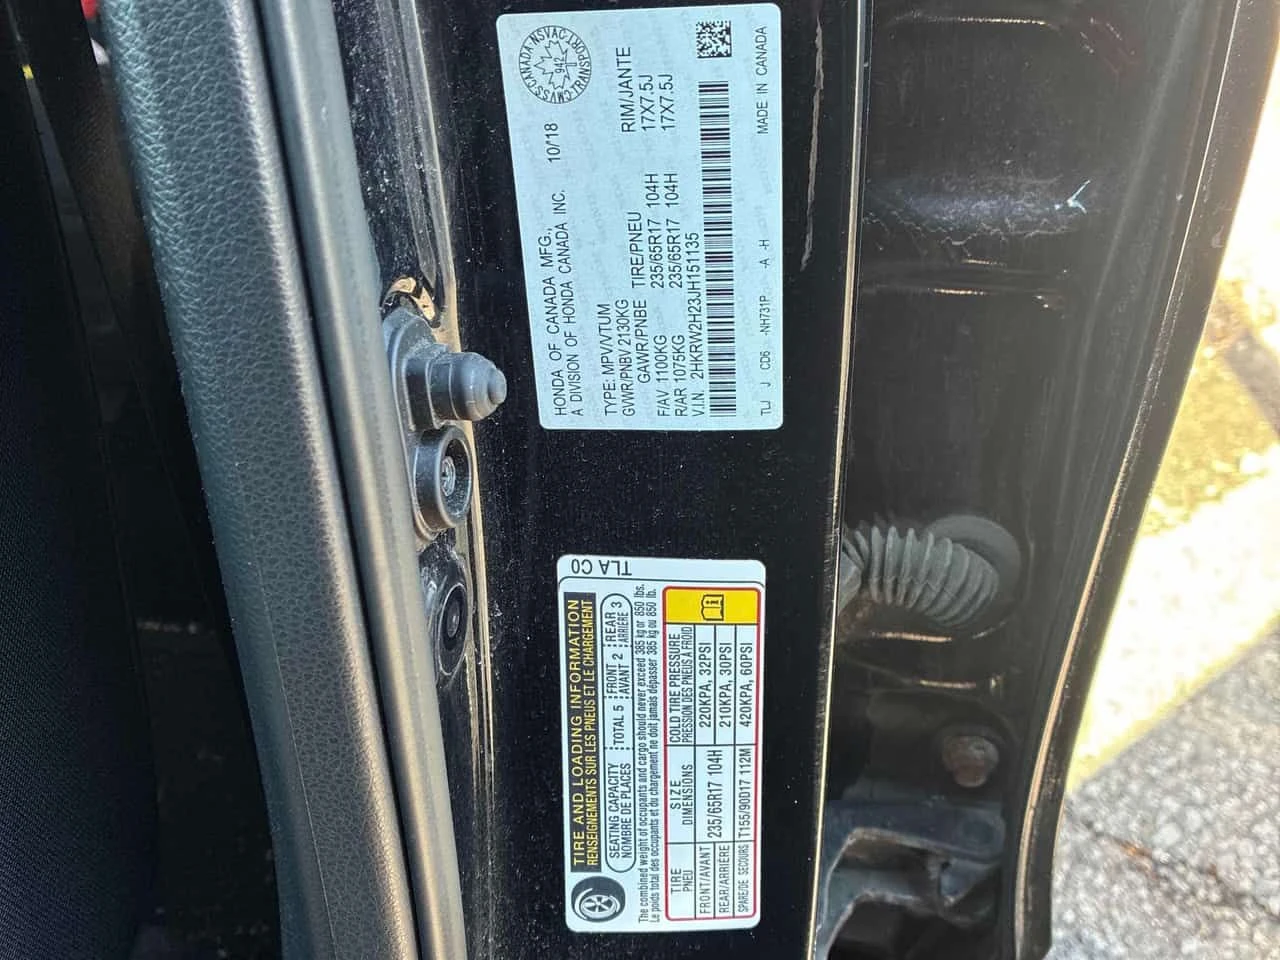 CMVSS/CANADA·NSVAC·TRANSPORT
942
HONDA OF CANADA MFG., 10/18
A DIVISION OF HONDA CANADA INC.
TYPE: MPV/VTUM
GVWR/PNBV 2130KG
GAWR/PNBE TIRE/PNEU RIM/JANTE
F/AV 1100KG 235/65R17 104H 17X7.5J
R/AR 1075KG 235/65R17 104H 17X7.5J
V.I.N. 2HKRW2H23JH151135
TLJ J CD6 -NH731P -A -H MADE IN CANADA
TIRE AND LOADING INFORMATION
RENSEIGNEMENTS SUR LES PNEUS ET LE CHARGEMENT
TLA C0
SEATING CAPACITY TOTAL 5 FRONT 2 REAR 3
NOMBRE DE PLACES AVANT ARRIÈRE
The combined weight of occupants and cargo should never exceed 385 kg or 850 lbs.
Le poids total des occupants et du chargement ne doit jamais dépasser 385 kg ou 850 lb.
TIRE SIZE COLD TIRE PRESSURE
PNEU DIMENSIONS PRESSION DES PNEUS À FROID
FRONT/AVANT 235/65R17 104H 220KPA, 32PSI
REAR/ARRIÈRE 210KPA, 30PSI
SPARE/DE SECOURS T155/90D17 112M 420KPA, 60PSI